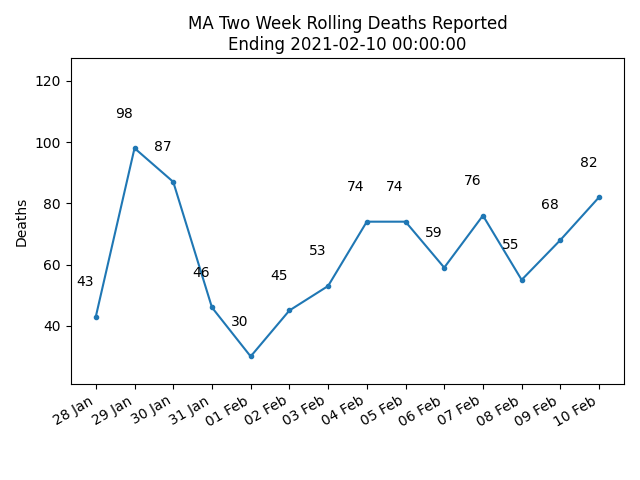 MA Two Week Rolling Deaths Reported
Ending 2021-02-10 00:00:00
Deaths
120
100
80
60
40
43
98
87
46
30
45
53
74
74
59
76
55
68
82
28 Jan
29 Jan
30 Jan
31 Jan
01 Feb
02 Feb
03 Feb
04 Feb
05 Feb
06 Feb
07 Feb
08 Feb
09 Feb
10 Feb